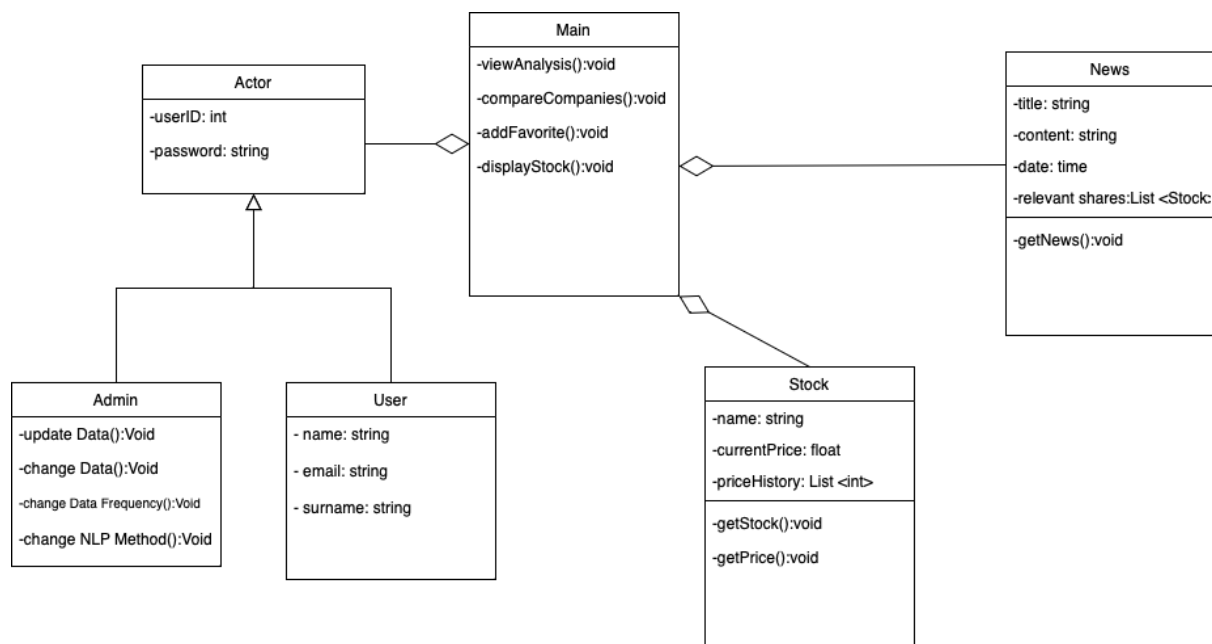 Main
-viewAnalysis():void
-compareCompanies():void
-addFavorite():void
-displayStock():void
Actor
-userID: int
-password: string
News
-title: string
-content: string
-date: time
-relevant shares:List <Stock>
-getNews():void
Admin
-update Data():Void
-change Data():Void
-change Data Frequency():Void
-change NLP Method():Void
User
- name: string
- email: string
- surname: string
Stock
-name: string
-currentPrice: float
-priceHistory: List <int>
-getStock():void
-getPrice():void